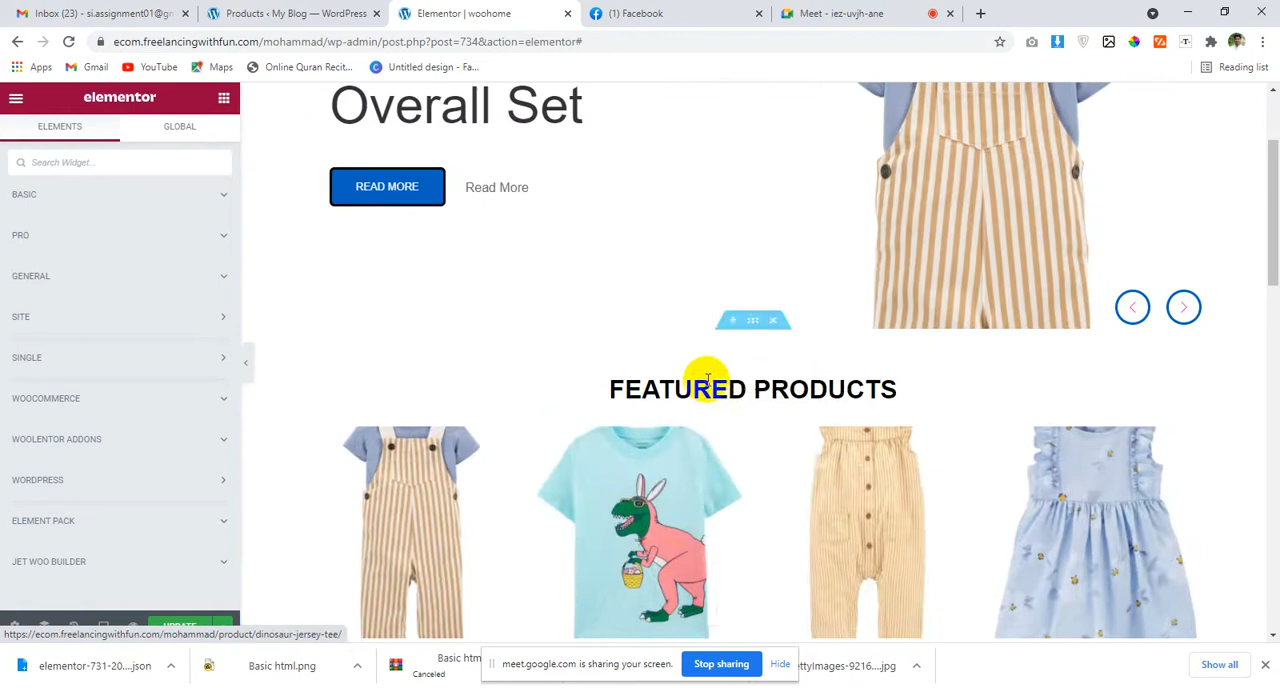 Inbox (23) - si.assignment01@gm
Products ‹ My Blog — WordPress
Elementor | woohome
(1) Facebook
Meet - iez-uvjh-ane
ecom.freelancingwithfun.com/mohammad/wp-admin/post.php?post=734&action=elementor#
Apps
Gmail
YouTube
Maps
Online Quran Recit...
Untitled design - Fa...
Reading list
elementor
ELEMENTS
GLOBAL
Search Widget...
BASIC
PRO
GENERAL
SITE
SINGLE
WOOCOMMERCE
WOOLENTOR ADDONS
WORDPRESS
ELEMENT PACK
JET WOO BUILDER
UPDATE
Overall Set
READ MORE
Read More
FEATURED PRODUCTS
https://ecom.freelancingwithfun.com/mohammad/product/dinosaur-jersey-tee/
elementor-731-20....json
Basic html.png
Basic htm
Canceled
meet.google.com is sharing your screen.
Stop sharing
Hide
ettyImages-9216....jpg
Show all